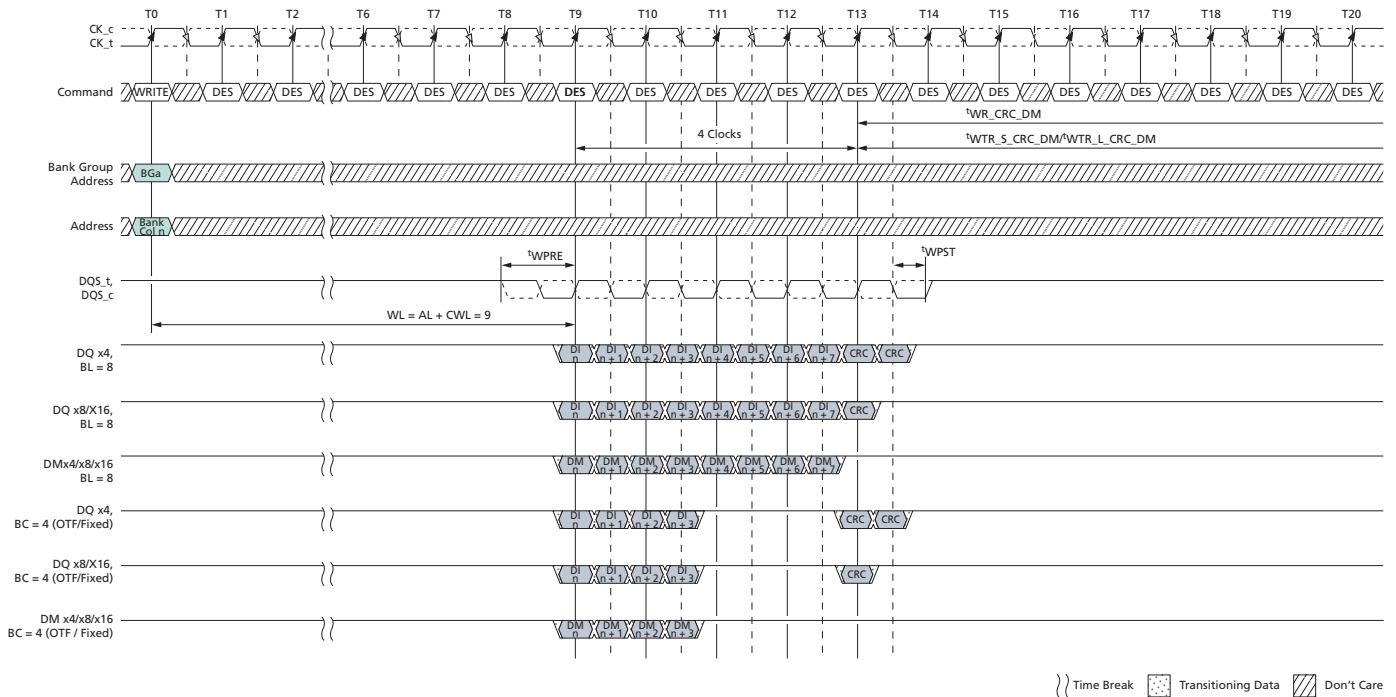 T0 T1 T2 T6 T7 T8 T9 T10 T11 T12 T13 T14 T15 T16 T17 T18 T19 T20
CK_c
CK_t
Command WRITE DES DES DES DES DES DES DES DES DES DES DES DES DES DES DES DES DES
tWR_CRC_DM
4 Clocks
tWTR_S_CRC_DM/tWTR_L_CRC_DM
Bank Group
Address
BGa
Address
Bank
Col n
tWPRE
tWPST
DQS_t,
DQS_c
WL = AL + CWL = 9
DQ x4,
BL = 8
DI n DI n + 1 DI n + 2 DI n + 3 DI n + 4 DI n + 5 DI n + 6 DI n + 7 CRC CRC
DQ x8/X16,
BL = 8
DI n DI n + 1 DI n + 2 DI n + 3 DI n + 4 DI n + 5 DI n + 6 DI n + 7 CRC
DMx4/x8/x16
BL = 8
DM n DM n + 1 DM n + 2 DM n + 3 DM n + 4 DM n + 5 DM n + 6 DM n + 7
DQ x4,
BC = 4 (OTF/Fixed)
DI n DI n + 1 DI n + 2 DI n + 3 CRC CRC
DQ x8/X16,
BC = 4 (OTF/Fixed)
DI n DI n + 1 DI n + 2 DI n + 3 CRC
DM x4/x8/x16
BC = 4 (OTF / Fixed)
DM n DM n + 1 DM n + 2 DM n + 3
Time Break Transitioning Data Don't Care